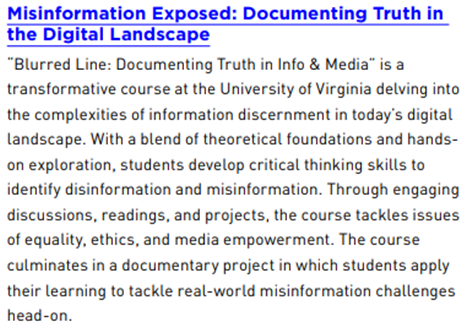 Misinformation Exposed: Documenting Truth in
the Digital Landscape
"Blurred Line: Documenting Truth in Info & Media" is a
transformative course at the University of Virginia delving into
the complexities of information discernment in today's digital
landscape. With a blend of theoretical foundations and hands-
on exploration, students develop critical thinking skills to
identify disinformation and misinformation. Through engaging
discussions, readings, and projects, the course tackles issues
of equality, ethics, and media empowerment. The course
culminates in a documentary project in which students apply
their learning to tackle real-world misinformation challenges
head-on.